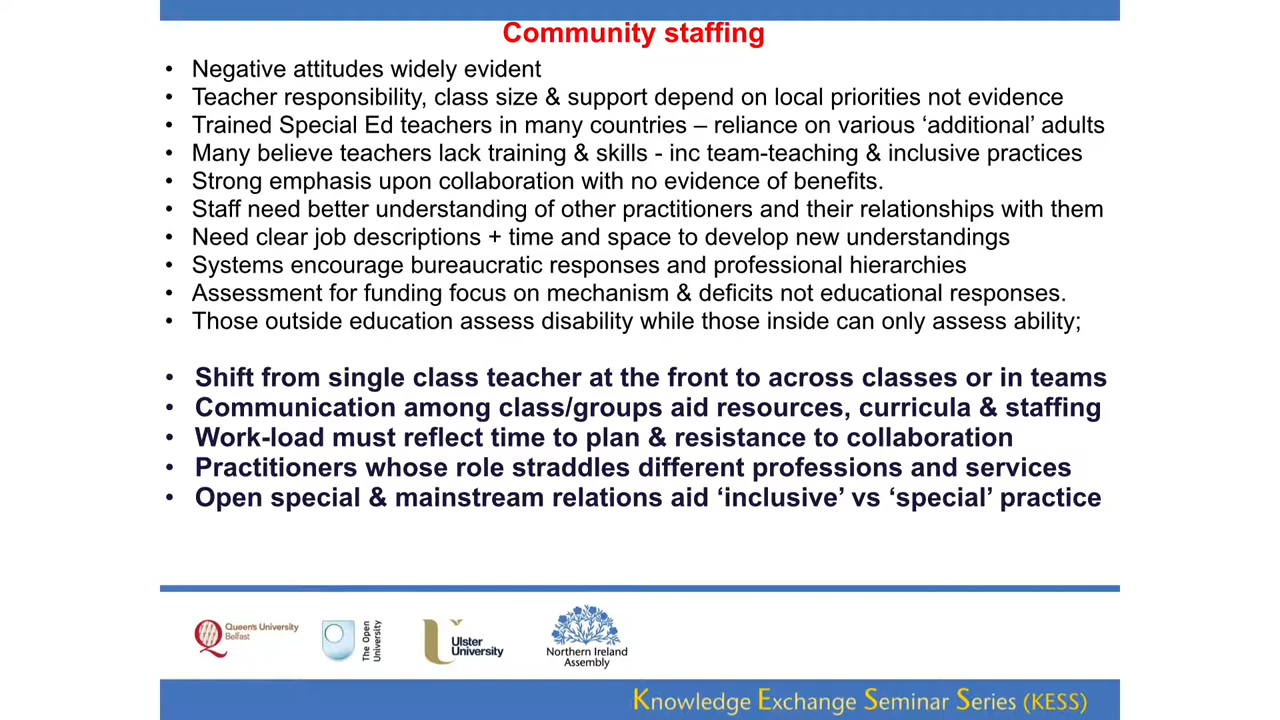 Community staffing
• Negative attitudes widely evident
• Teacher responsibility, class size & support depend on local priorities not evidence
• Trained Special Ed teachers in many countries – reliance on various ‘additional’ adults
• Many believe teachers lack training & skills - inc team-teaching & inclusive practices
• Strong emphasis upon collaboration with no evidence of benefits.
• Staff need better understanding of other practitioners and their relationships with them
• Need clear job descriptions + time and space to develop new understandings
• Systems encourage bureaucratic responses and professional hierarchies
• Assessment for funding focus on mechanism & deficits not educational responses.
• Those outside education assess disability while those inside can only assess ability;
• Shift from single class teacher at the front to across classes or in teams
• Communication among class/groups aid resources, curricula & staffing
• Work-load must reflect time to plan & resistance to collaboration
• Practitioners whose role straddles different professions and services
• Open special & mainstream relations aid ‘inclusive’ vs ‘special’ practice
Queen's University
Belfast
The Open
University
Ulster
University
Northern Ireland
Assembly
Knowledge Exchange Seminar Series (KESS)